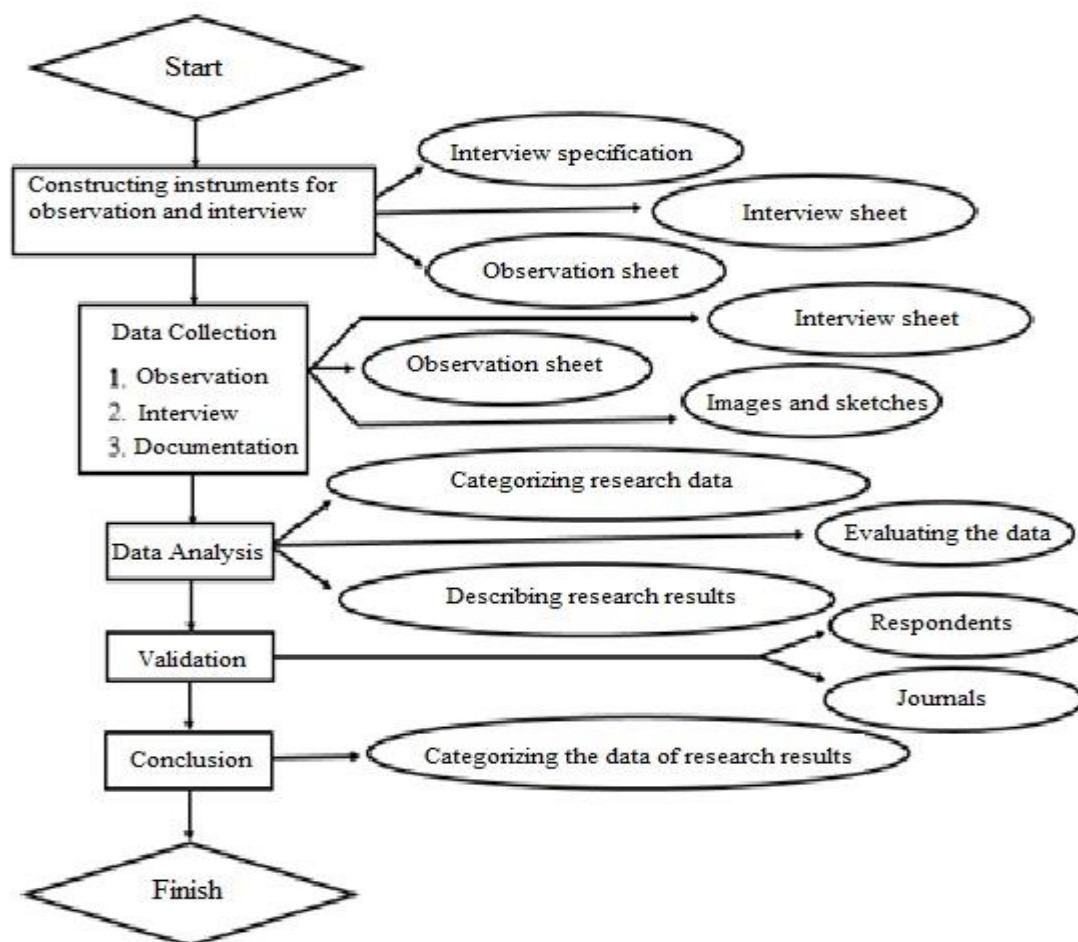 Start
Constructing instruments for
observation and interview
Interview specification
Interview sheet
Observation sheet
Data Collection
1. Observation
2. Interview
3. Documentation
Interview sheet
Observation sheet
Images and sketches
Data Analysis
Categorizing research data
Evaluating the data
Describing research results
Validation
Respondents
Journals
Conclusion
Categorizing the data of research results
Finish